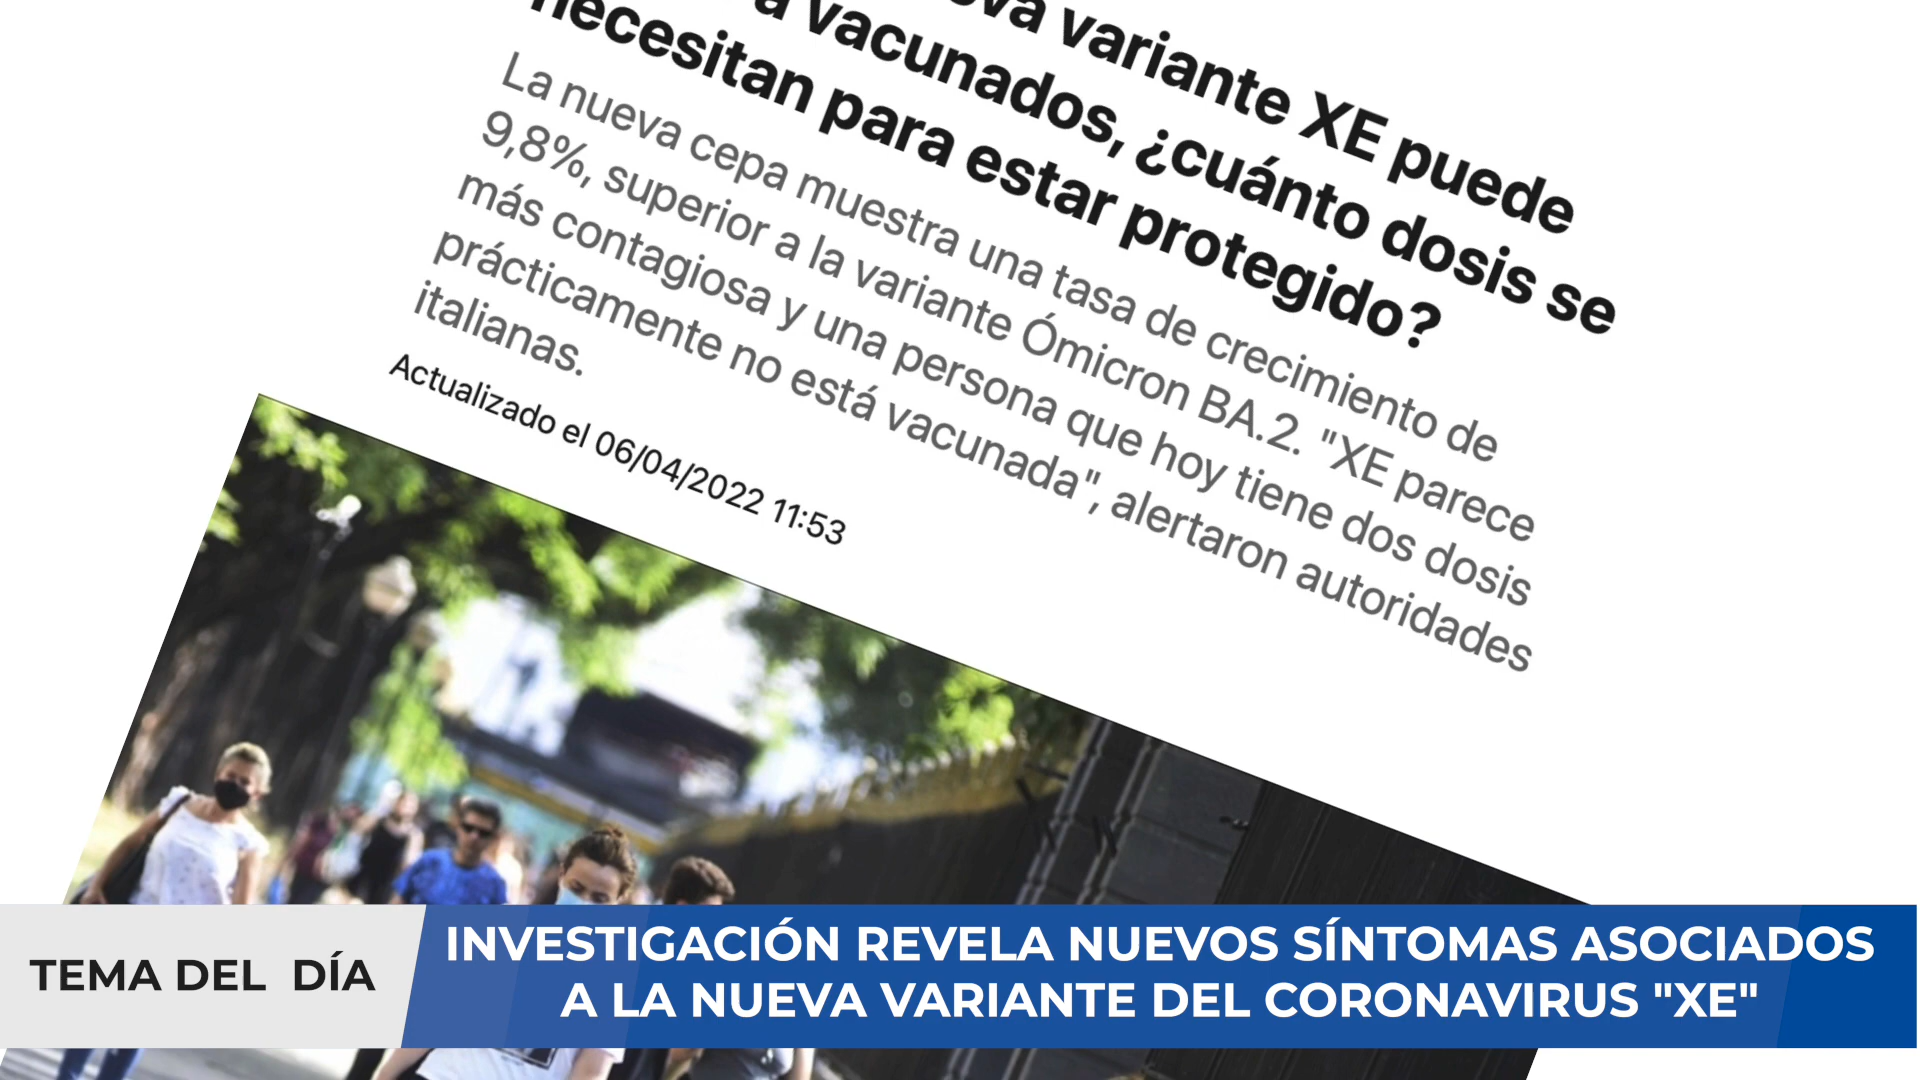 variante XE puede
a vacunados, ¿cuánto dosis se
necesitan para estar protegido?
La nueva cepa muestra una tasa de crecimiento de
9,8%, superior a la variante Ómicron BA.2. "XE parece
más contagiosa y una persona que hoy tiene dos dosis
prácticamente no está vacunada", alertaron autoridades
italianas.
Actualizado el 06/04/2022 11:53
TEMA DEL DÍA
INVESTIGACIÓN REVELA NUEVOS SÍNTOMAS ASOCIADOS
A LA NUEVA VARIANTE DEL CORONAVIRUS "XE"